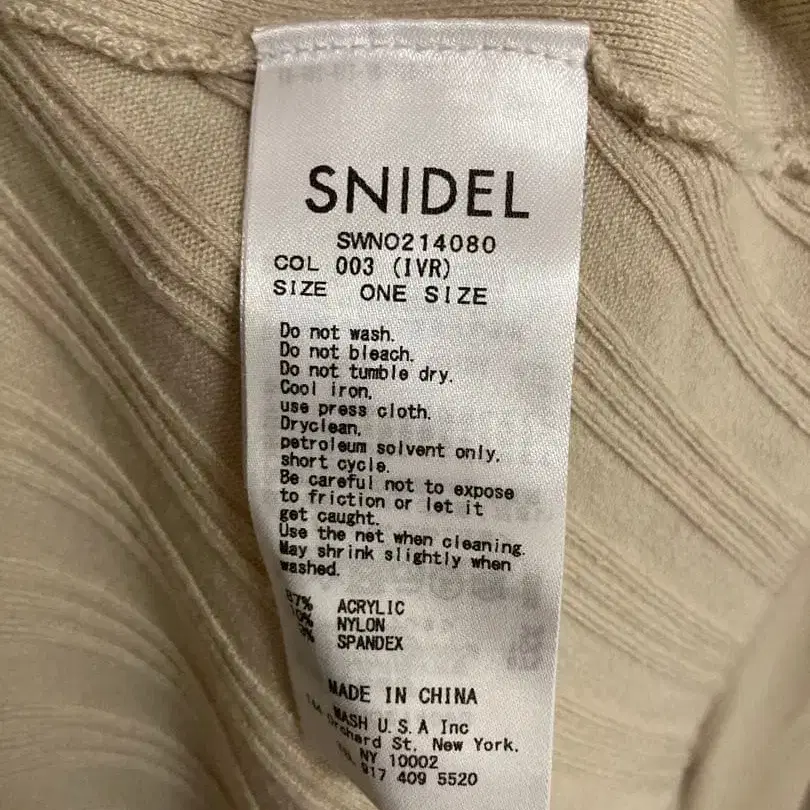 SNIDEL
SWNO214080
COL 003 (IVR)
SIZE ONE SIZE
Do not wash.
Do not bleach.
Do not tumble dry.
Cool iron.
use press cloth.
Dryclean.
petroleum solvent only.
short cycle.
Be careful not to expose
to friction or let it
get caught.
Use the net when cleaning.
May shrink slightly when
washed.
87% ACRYLIC
10% NYLON
3% SPANDEX
MADE IN CHINA
MASH U.S.A Inc
Orchard St, New York.
NY 10002
917 409 5520